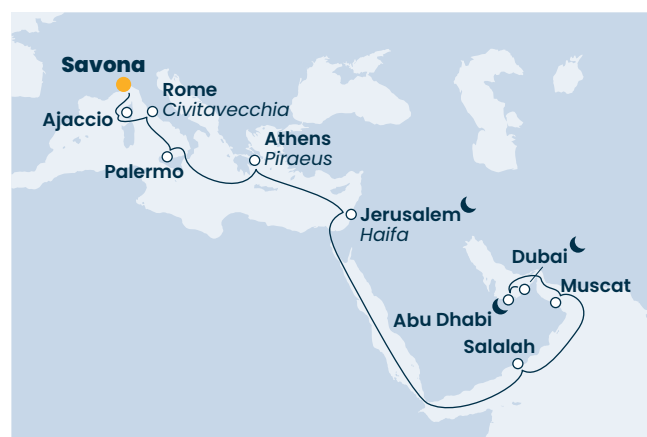 Savona
Rome
Civitavecchia
Ajaccio
Athens
Piraeus
Palermo
Jerusalem
Haifa
Dubai
Muscat
Abu Dhabi
Salalah